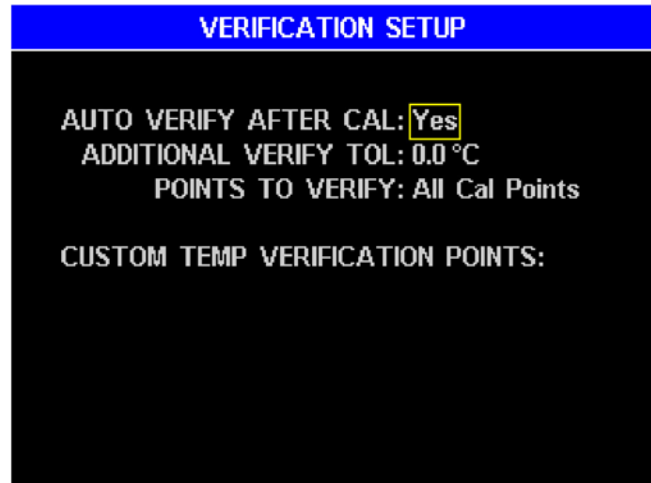 VERIFICATION SETUP
AUTO VERIFY AFTER CAL: Yes
ADDITIONAL VERIFY TOL: 0.0 °C
POINTS TO VERIFY: All Cal Points
CUSTOM TEMP VERIFICATION POINTS: